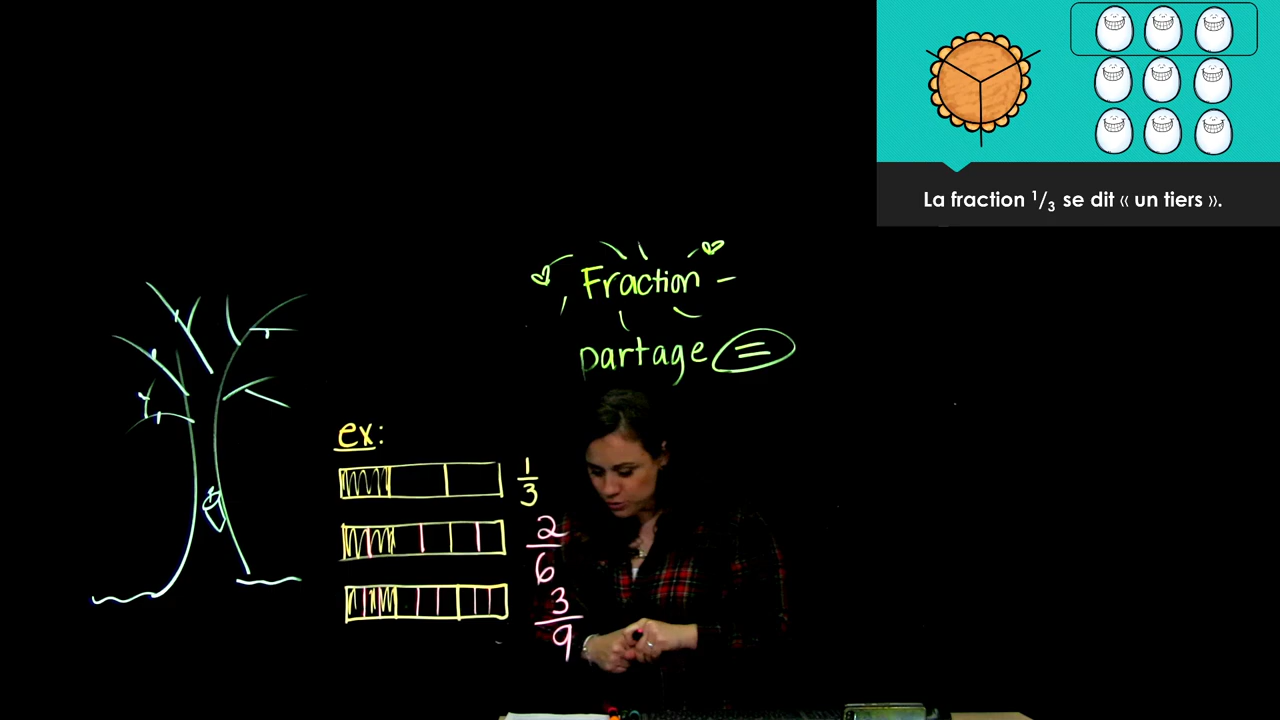 La fraction 1/3 se dit « un tiers ».
Fraction
partage =
ex:
1/3
2/6
3/9